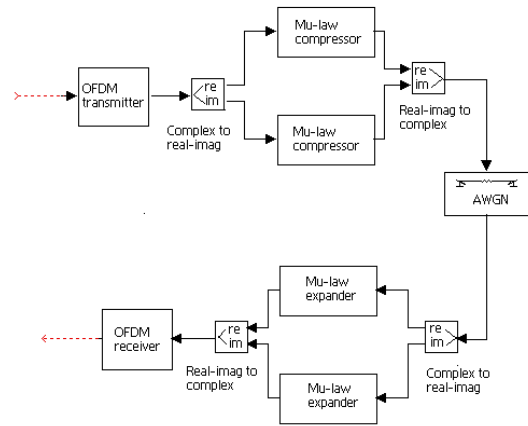 Mu-law
compressor
OFDM
transmitter
re
im
re
im
Complex to
real-imag
Mu-law
compressor
Real-imag to
complex
AWGN
Mu-law
expander
OFDM
receiver
re
im
re
im
Real-imag to
complex
Mu-law
expander
Complex to
real-imag